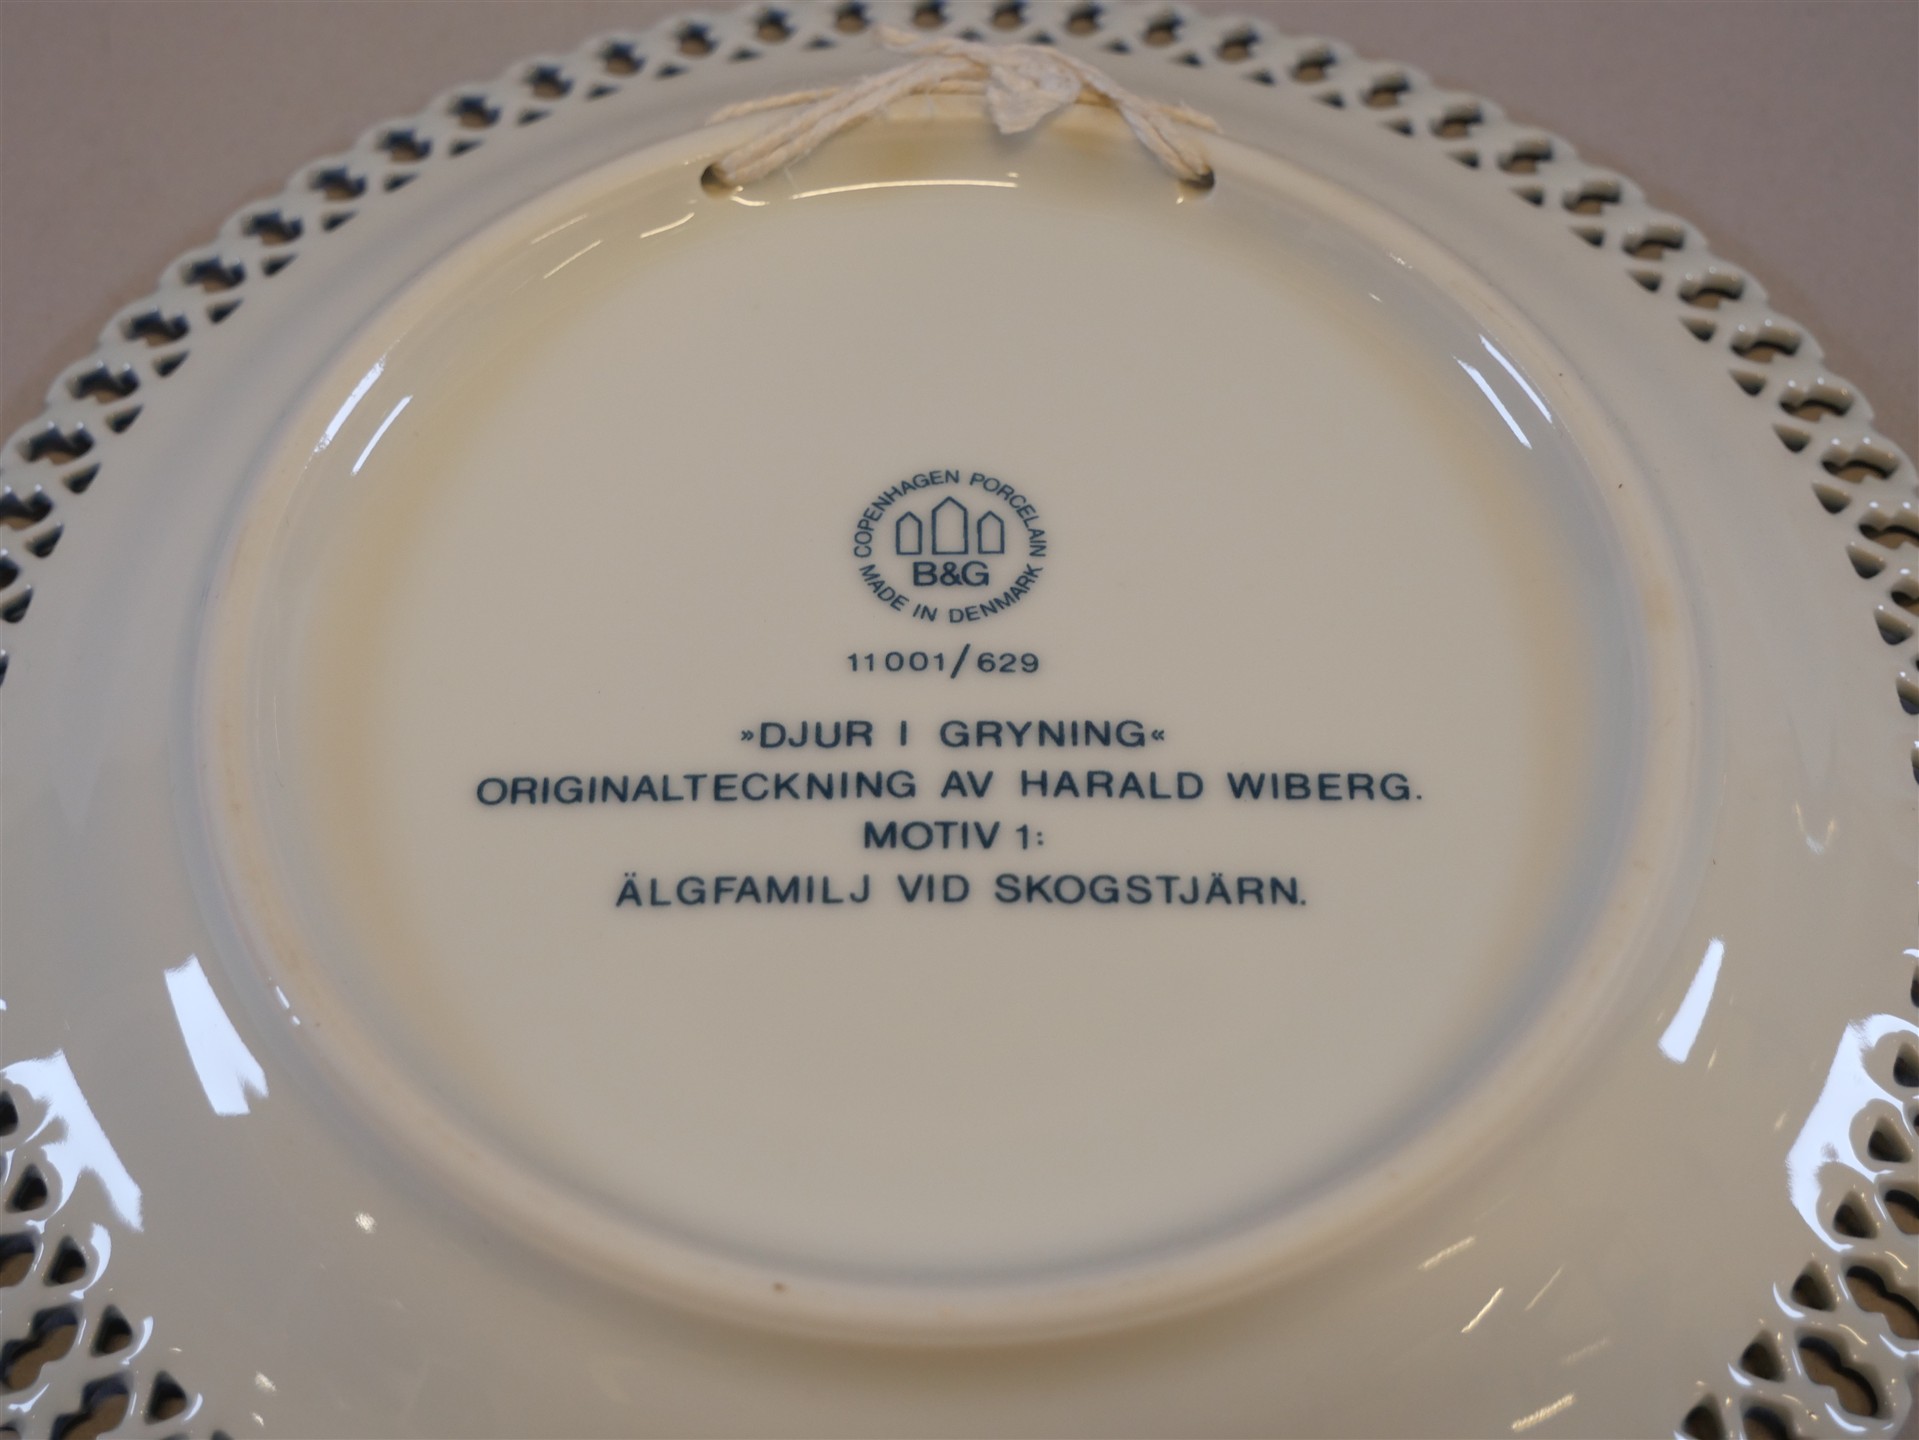 COPENHAGEN PORCELAIN
B&G
MADE IN DENMARK
11001/629
»DJUR I GRYNING«
ORIGINALTECKNING AV HARALD WIBERG.
MOTIV 1:
ÄLGFAMILJ VID SKOGSTJÄRN.